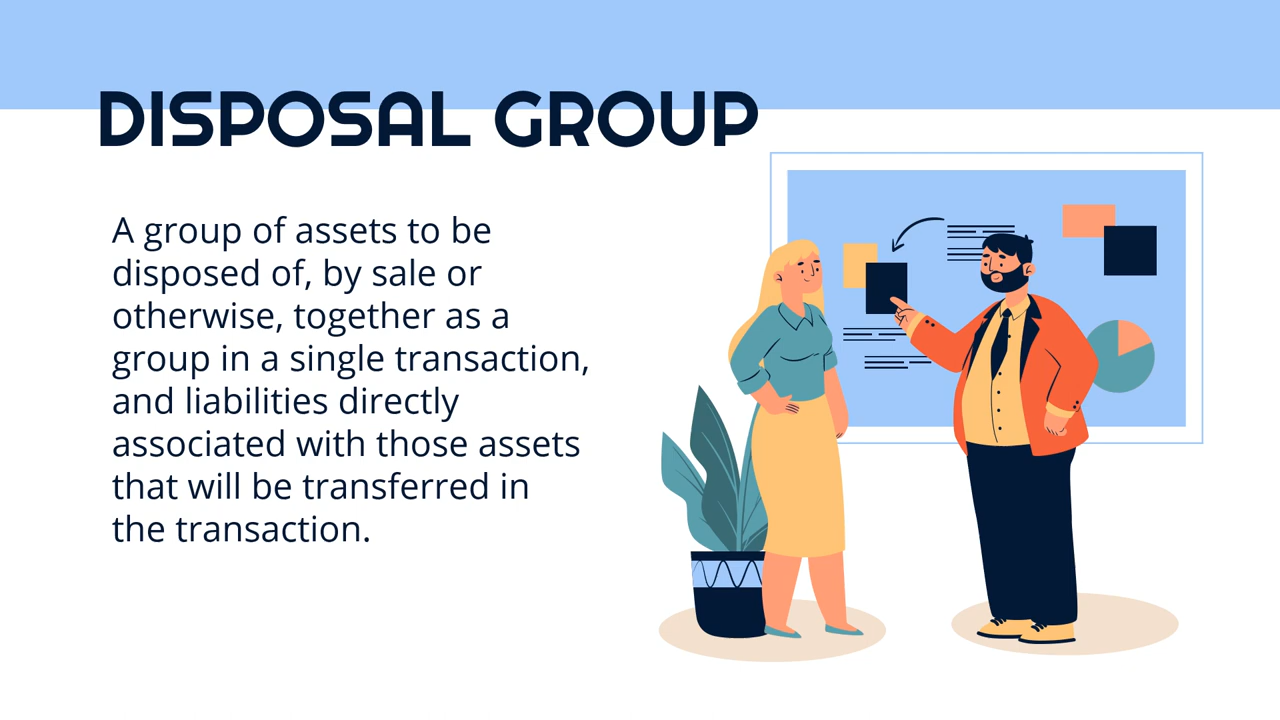 DISPOSAL GROUP
A group of assets to be
disposed of, by sale or
otherwise, together as a
group in a single transaction,
and liabilities directly
associated with those assets
that will be transferred in
the transaction.